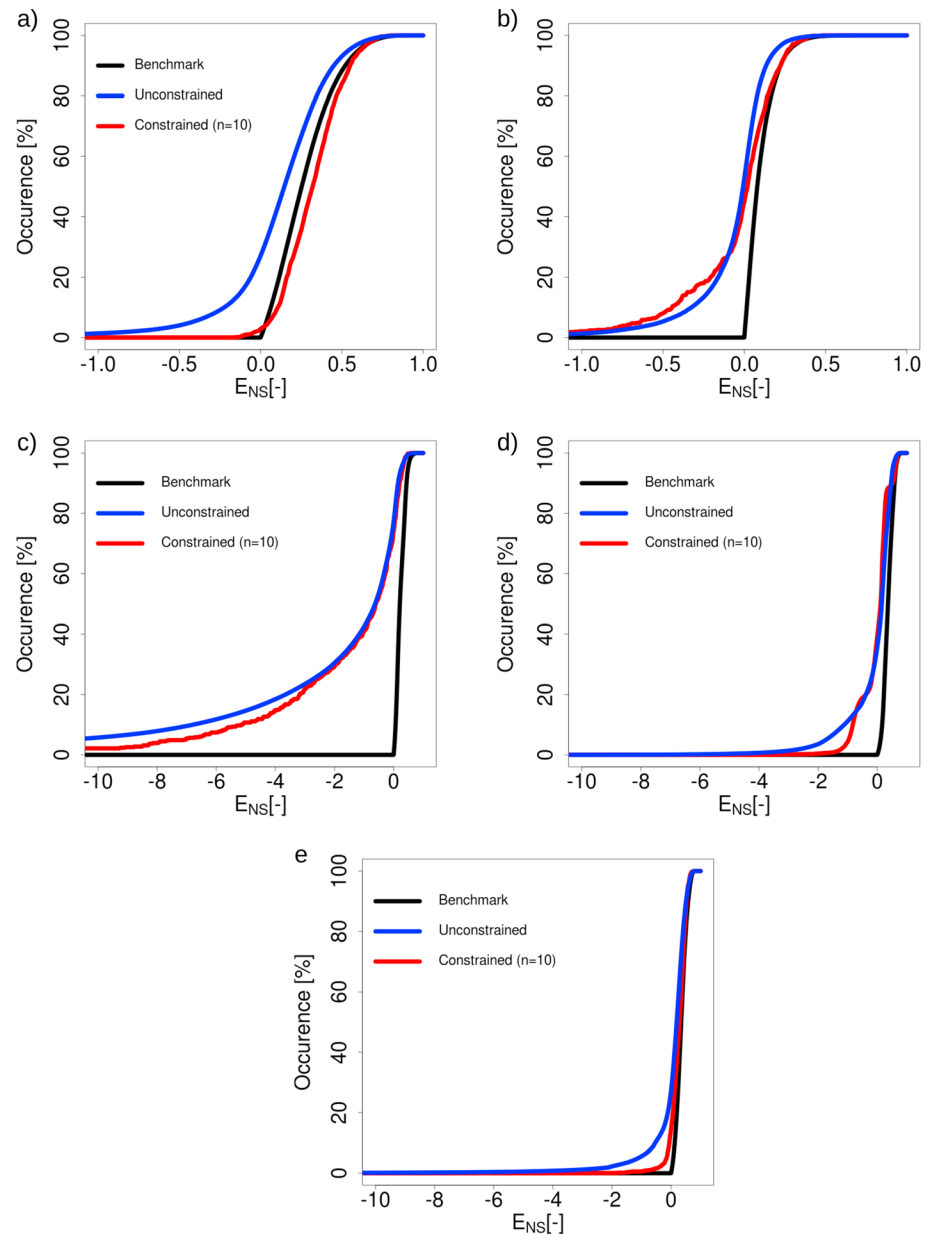 a)
100
80
60
40
20
0
Occurence [%]
Benchmark
Unconstrained
Constrained (n=10)
-1.0 -0.5 0.0 0.5 1.0
ENS[-]
b)
100
80
60
40
20
0
Occurence [%]
-1.0 -0.5 0.0 0.5 1.0
ENS[-]
c)
100
80
60
40
20
0
Occurence [%]
Benchmark
Unconstrained
Constrained (n=10)
-10 -8 -6 -4 -2 0
ENS[-]
d)
100
80
60
40
20
0
Occurence [%]
Benchmark
Unconstrained
Constrained (n=10)
-10 -8 -6 -4 -2 0
ENS[-]
e
100
80
60
40
20
0
Occurence [%]
Benchmark
Unconstrained
Constrained (n=10)
-10 -8 -6 -4 -2 0
ENS[-]